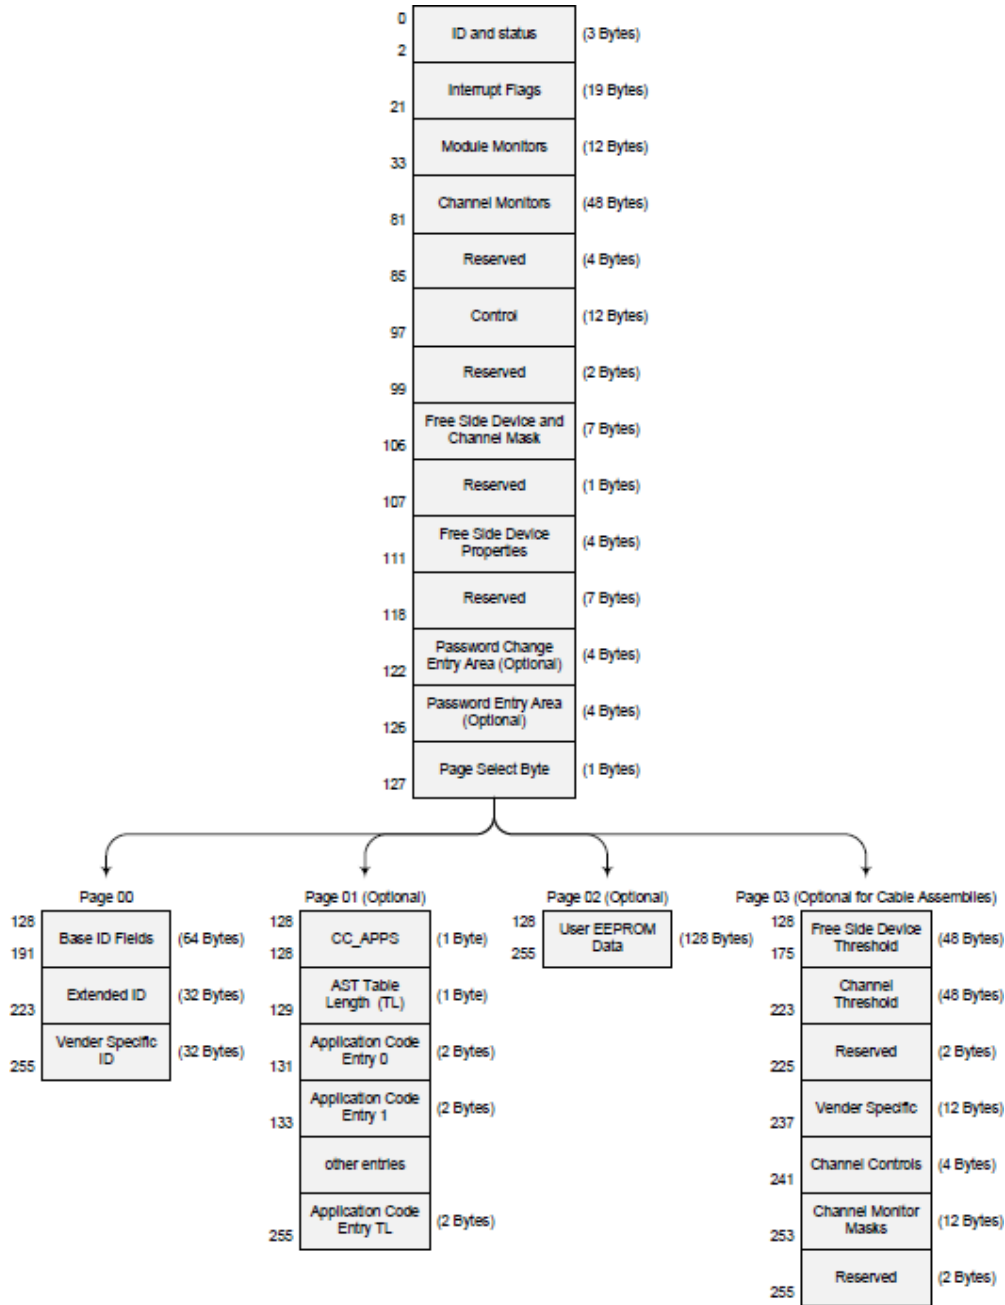 0
ID and status (3 Bytes)
2
Interrupt Flags (19 Bytes)
21
Module Monitors (12 Bytes)
33
Channel Monitors (48 Bytes)
81
Reserved (4 Bytes)
85
Control (12 Bytes)
97
Reserved (2 Bytes)
99
Free Side Device and
Channel Mask (7 Bytes)
106
Reserved (1 Bytes)
107
Free Side Device
Properties (4 Bytes)
111
Reserved (7 Bytes)
118
Password Change
Entry Area (Optional) (4 Bytes)
122
Password Entry Area
(Optional) (4 Bytes)
126
Page Select Byte (1 Bytes)
127
Page 00
128
Base ID Fields (64 Bytes)
191
Extended ID (32 Bytes)
223
Vender Specific
ID (32 Bytes)
255
Page 01 (Optional)
128
CC_APPS (1 Byte)
128
AST Table
Length (TL) (1 Byte)
129
Application Code
Entry 0 (2 Bytes)
131
Application Code
Entry 1 (2 Bytes)
133
other entries
Application Code
Entry TL (2 Bytes)
255
Page 02 (Optional)
128
User EEPROM
Data (128 Bytes)
255
Page 03 (Optional for Cable Assemblies)
128
Free Side Device
Threshold (48 Bytes)
175
Channel
Threshold (48 Bytes)
223
Reserved (2 Bytes)
225
Vender Specific (12 Bytes)
237
Channel Controls (4 Bytes)
241
Channel Monitor
Masks (12 Bytes)
253
Reserved (2 Bytes)
255